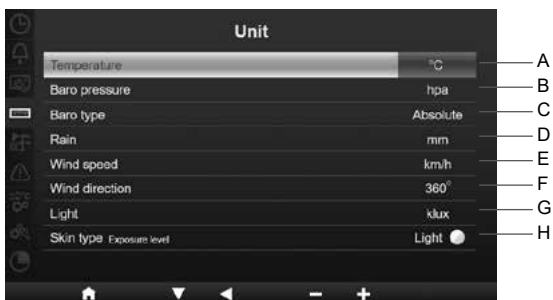 Unit
Temperature °C A
Baro pressure hpa B
Baro type Absolute C
Rain mm D
Wind speed km/h E
Wind direction 360° F
Light klux G
Skin type Exposure level Light H